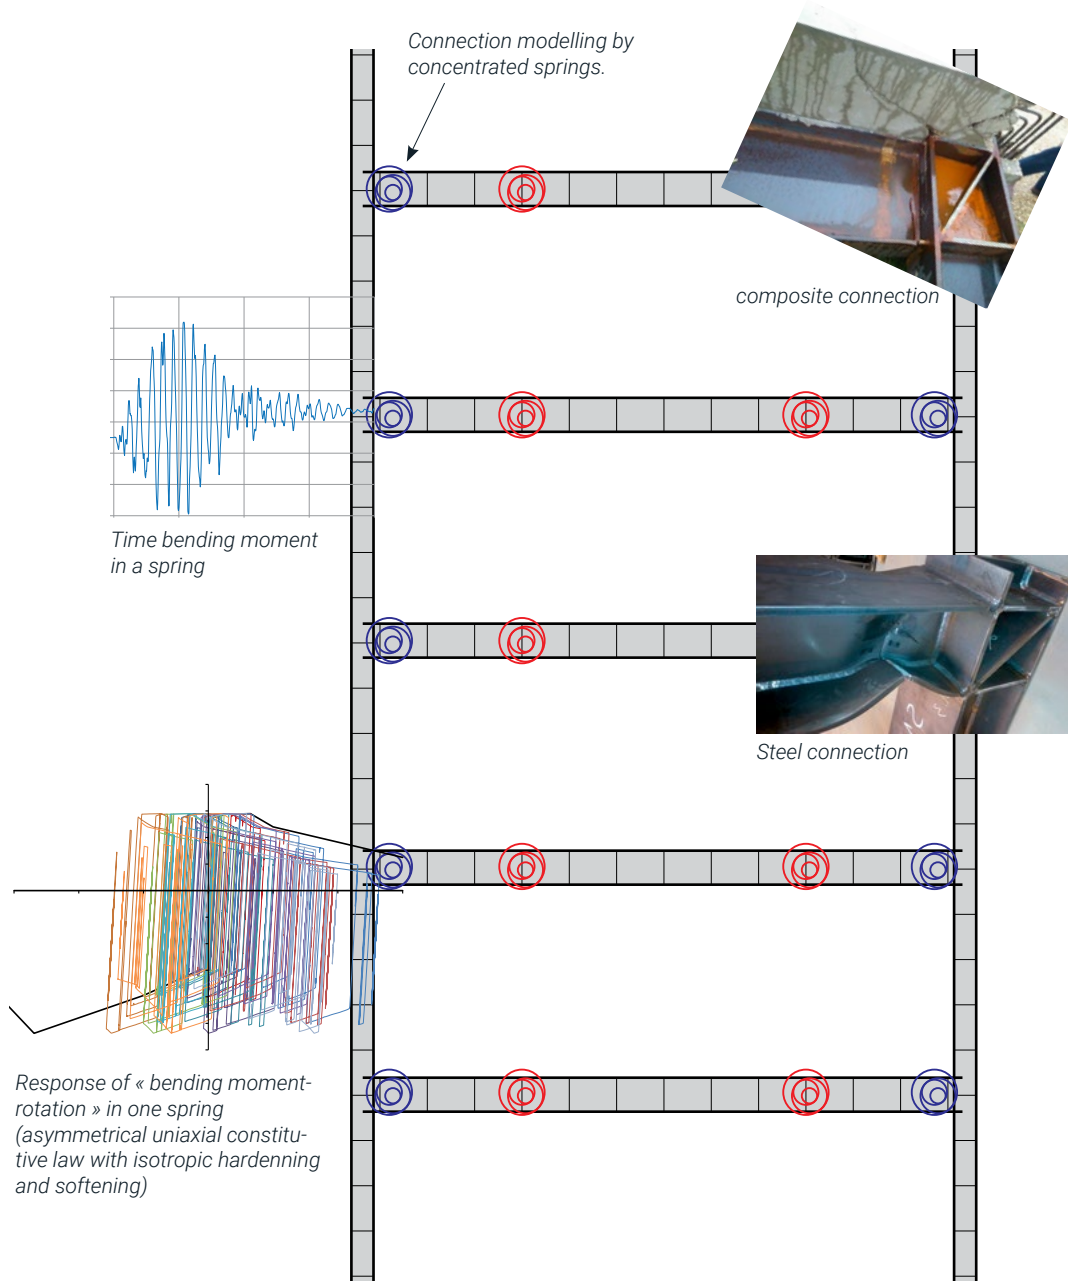 Connection modelling by
concentrated springs.
composite connection
Time bending moment
in a spring
Steel connection
Response of « bending moment-
rotation » in one spring
(asymmetrical uniaxial constitu-
tive law with isotropic hardenning
and softening)